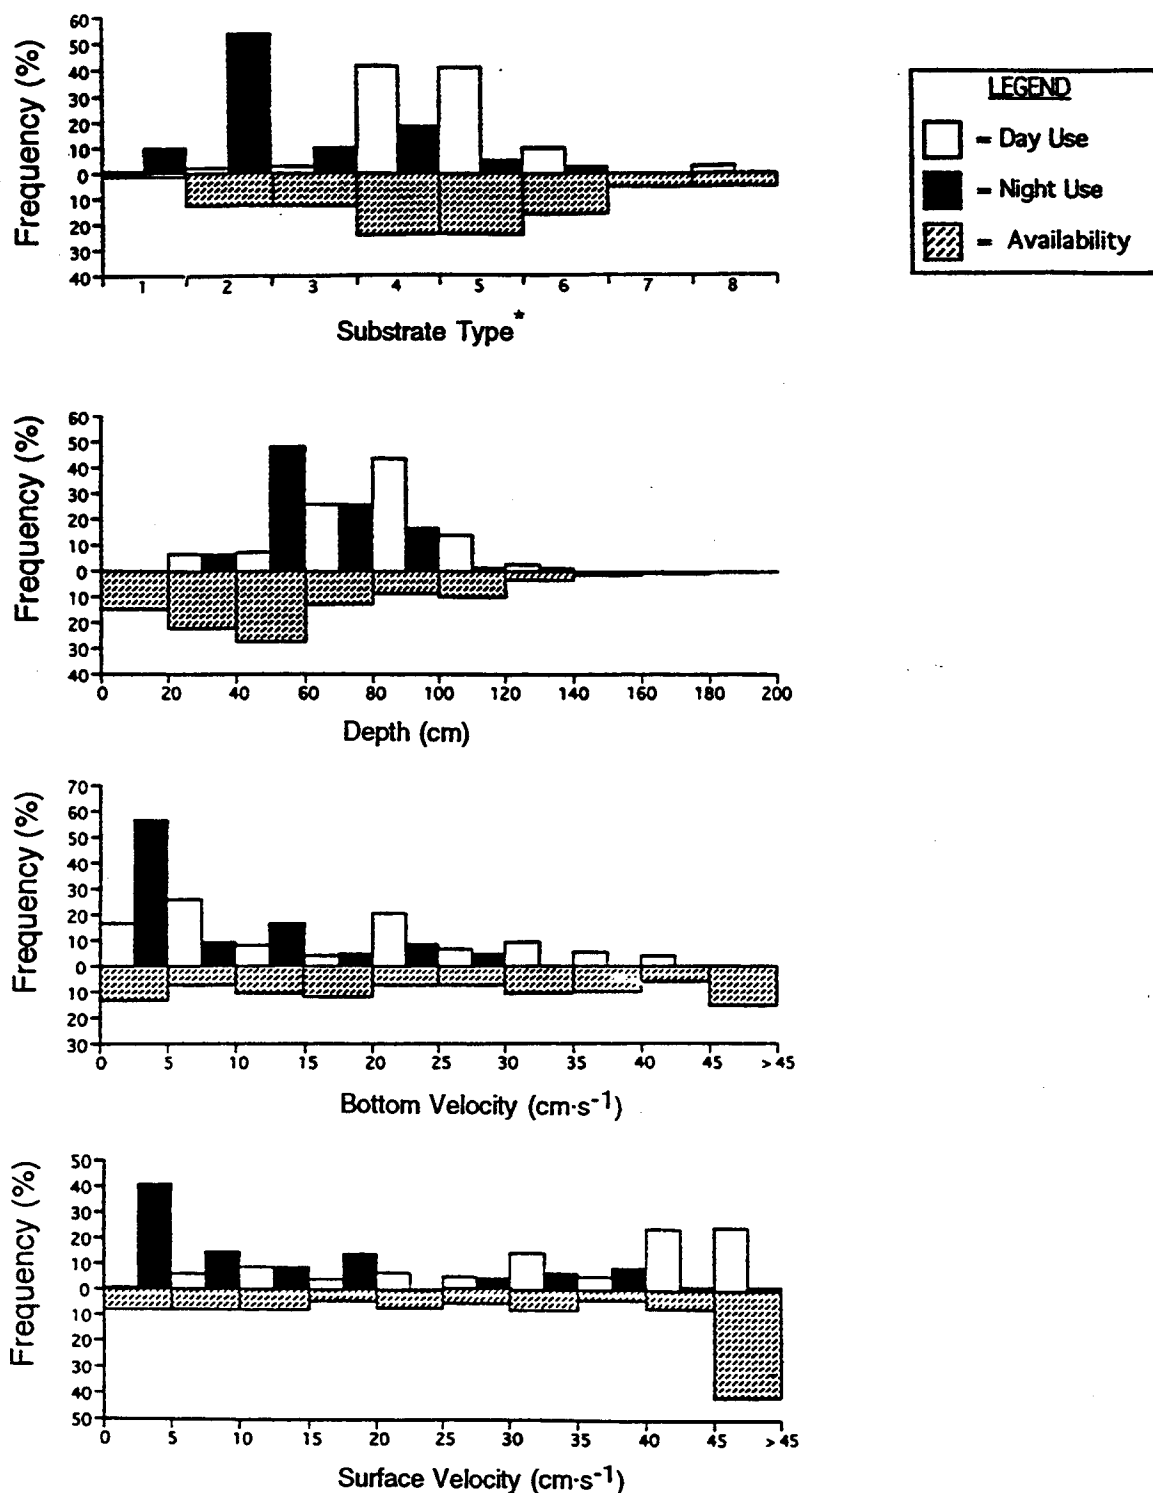 60
50
40
30
20
10
0
10
20
30
40
Frequency (%)
1 2 3 4 5 6 7 8
Substrate Type*
LEGEND
= Day Use
= Night Use
= Availability
60
50
40
30
20
10
0
10
20
30
40
Frequency (%)
0 20 40 60 80 100 120 140 160 180 200
Depth (cm)
70
60
50
40
30
20
10
0
10
20
30
Frequency (%)
0 5 10 15 20 25 30 35 40 45 >45
Bottom Velocity (cm·s⁻¹)
50
40
30
20
10
0
10
20
30
40
50
Frequency (%)
0 5 10 15 20 25 30 35 40 45 >45
Surface Velocity (cm·s⁻¹)